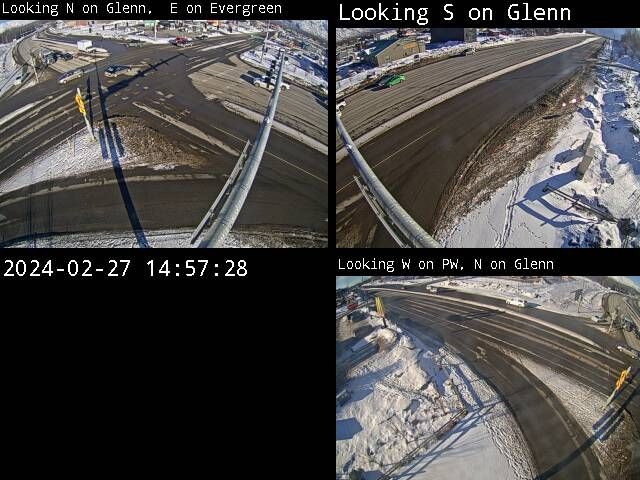 Looking N on Glenn,  E on Evergreen
Looking S on Glenn
2024-02-27 14:57:28
Looking W on PW, N on Glenn